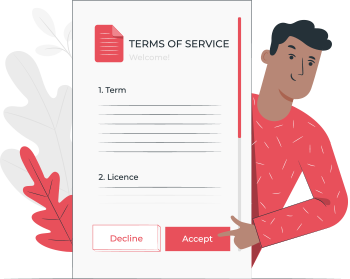 TERMS OF SERVICE
Welcome!
1. Term
2. Licence
Decline
Accept